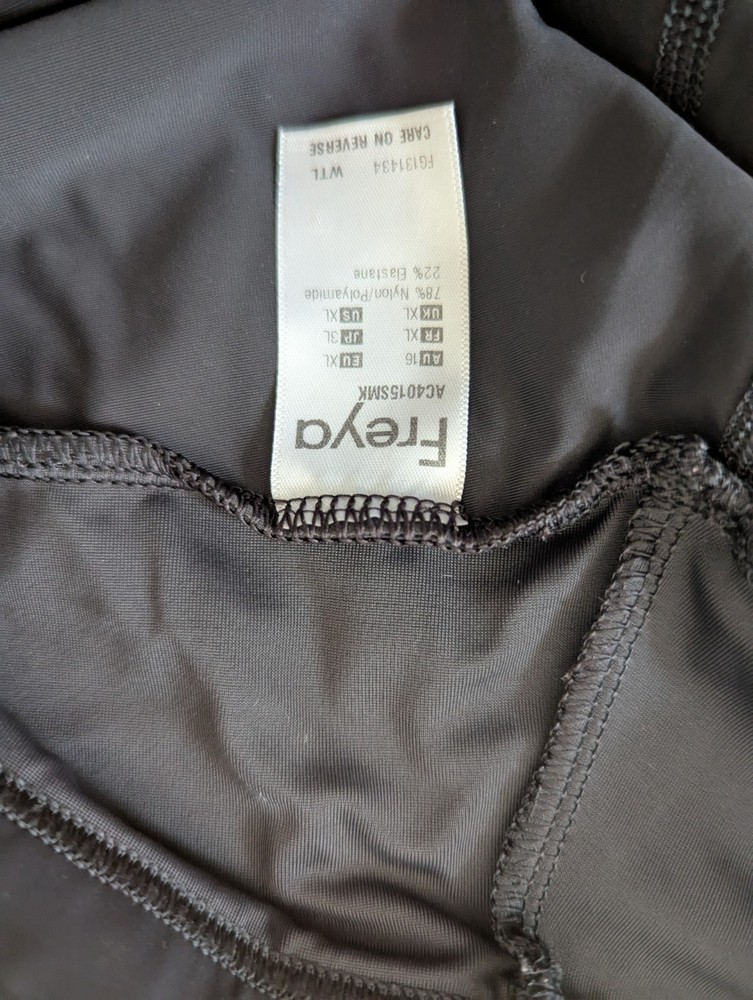 Freya
AC4015SMK
AU 16 EU XL
FR XL JP 3L
UK XL US XL
78% Nylon/Polyamide
22% Elastane
FG131434 WTL
CARE ON REVERSE